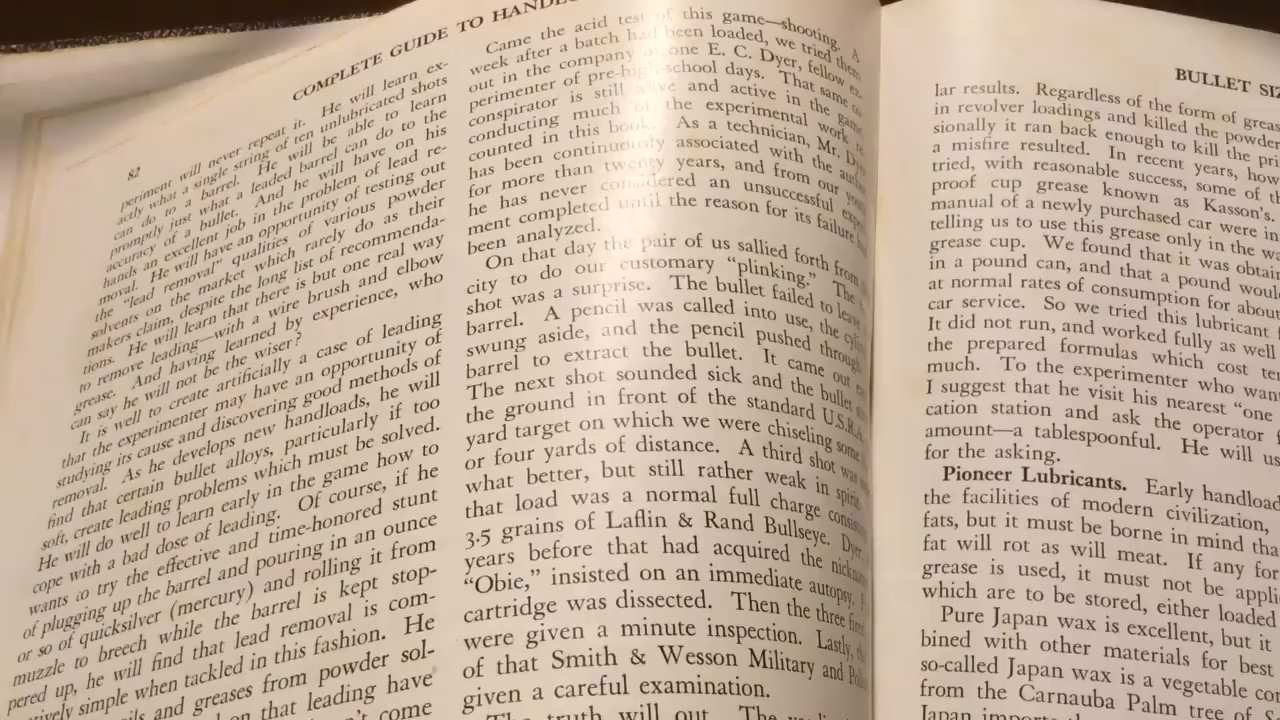 COMPLETE GUIDE TO
82
periment will never repeat it. He will learn ex-
actly what a single string of ten unlubricated shots
can do to a barrel. He will be able to learn
promptly just what a leaded barrel can do to the
accuracy of a bullet. And he will have on his
hands an excellent job in the problem of lead re-
moval. He will have an opportunity of testing out
the "lead removal" qualities of various powder
solvents on the market which rarely do as their
makers claim, despite the long list of recommenda-
tions. He will learn that there is but one real way
to remove leading—with a wire brush and elbow
grease. And having learned by experience, who
can say he will not be the wiser?
It is well to create artificially a case of leading
that the experimenter may have an opportunity of
studying its cause and discovering good methods of
removal. As he develops new handloads, he will
find that certain bullet alloys, particularly if too
soft, create leading problems which must be solved.
He will do well to learn early in the game how to
cope with a bad dose of leading. Of course, if he
wants to try the effective and time-honored stunt
of plugging up the barrel and pouring in an ounce
or so of quicksilver (mercury) and rolling it from
muzzle to breech while the barrel is kept stop-
pered up, he will find that lead removal is com-
simple when tackled in this fashion. He
and greases from powder sol-
that leading have
come
Came the acid test of this game—shooting. A
week after a batch had been loaded, we tried them
out in the company of one E. C. Dyer, fellow ex-
perimenter of pre-high-school days. That same co-
conspirator is still alive and active in the game
conducting much of the experimental work re-
counted in this book. As a technician, Mr. Dyer
has been continuously associated with the author
for more than twenty years, and from our
he has never considered an unsuccessful experi-
ment completed until the reason for its failure
been analyzed.
On that day the pair of us sallied forth from
city to do our customary "plinking." The
shot was a surprise. The bullet failed to leave
barrel. A pencil was called into use, the
swung aside, and the pencil pushed through
barrel to extract the bullet. It came out
The next shot sounded sick and the bullet
the ground in front of the standard U.S.R.A.
yard target on which we were chiseling some
or four yards of distance. A third shot was
what better, but still rather weak in spirit.
that load was a normal full charge
3.5 grains of Laflin & Rand Bullseye. Dyer,
years before that had acquired the nickname
"Obie," insisted on an immediate autopsy.
cartridge was dissected. Then the three fired
were given a minute inspection. Lastly,
of that Smith & Wesson Military and
given a careful examination.
The truth will out. The
BULLET
lar results. Regardless of the form of
in revolver loadings and killed the powder
sionally it ran back enough to kill the
a misfire resulted. In recent years,
tried, with reasonable success, some of
proof cup grease known as Kasson's.
manual of a newly purchased car were
telling us to use this grease only in the
grease cup. We found that it was
in a pound can, and that a pound would
at normal rates of consumption for about
car service. So we tried this lubricant
It did not run, and worked fully as well
the prepared formulas which cost
much. To the experimenter who
I suggest that he visit his nearest "one
cation station and ask the operator
amount—a tablespoonful. He will
for the asking.
Pioneer Lubricants. Early
the facilities of modern civilization,
fats, but it must be borne in mind
fat will rot as will meat. If any
grease is used, it must not be
which are to be stored, either loaded
Pure Japan wax is excellent, but it
bined with other materials for best
so-called Japan wax is a vegetable
from the Carnauba Palm tree of
Japan